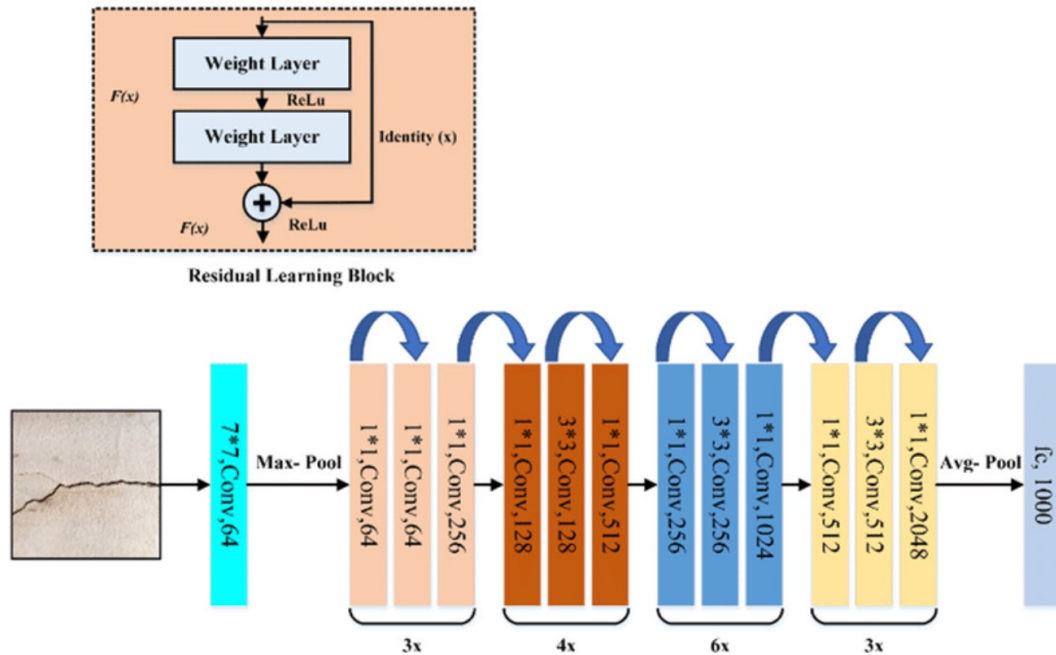 Weight Layer
F(x)
ReLu
Weight Layer
Identity (x)
+
F(x)
ReLu
Residual Learning Block
7*7,Conv,64
Max- Pool
1*1,Conv,64
1*1,Conv,64
1*1,Conv,256
1*1,Conv,128
3*3,Conv,128
1*1,Conv,512
1*1,Conv,256
3*3,Conv,256
1*1,Conv,1024
1*1,Conv,512
3*3,Conv,512
1*1,Conv,2048
Avg- Pool
fc, 1000
3x
4x
6x
3x